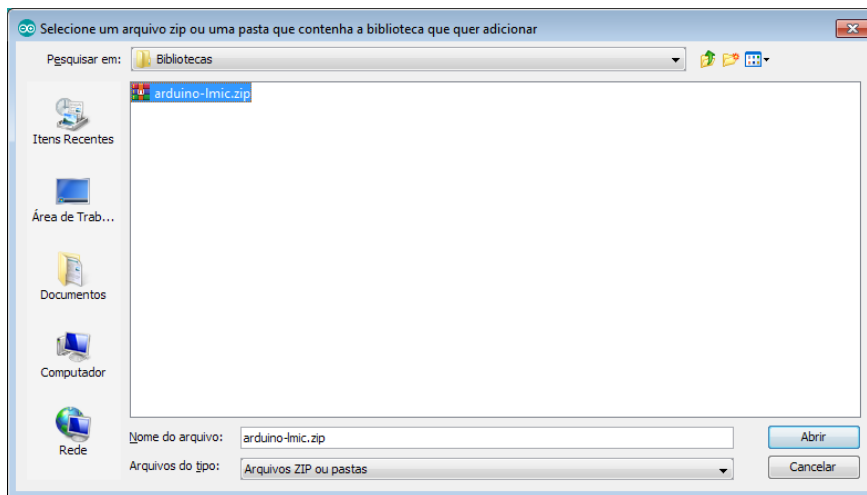 Selecione um arquivo zip ou uma pasta que contenha a biblioteca que quer adicionar
Pesquisar em: Bibliotecas
arduino-lmic.zip
Itens Recentes
Área de Trab...
Documentos
Computador
Rede
Nome do arquivo: arduino-lmic.zip Abrir
Arquivos do tipo: Arquivos ZIP ou pastas Cancelar